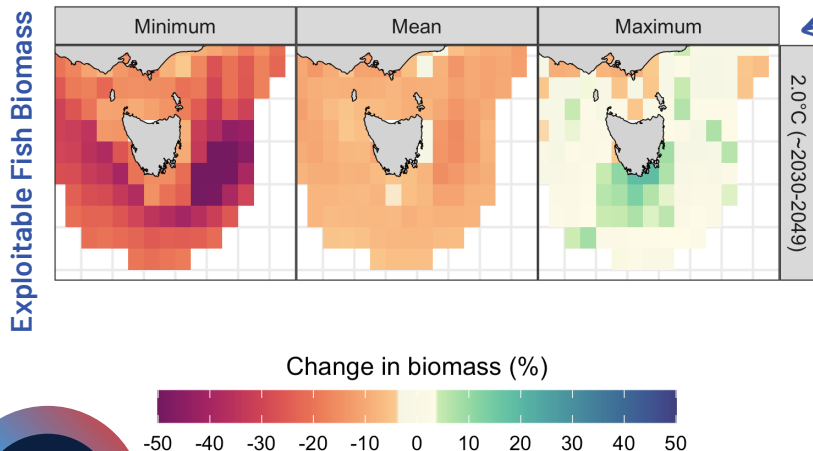 Minimum
Mean
Maximum
Exploitable Fish Biomass
2.0°C (~2030-2049)
Change in biomass (%)
-50 -40 -30 -20 -10 0 10 20 30 40 50